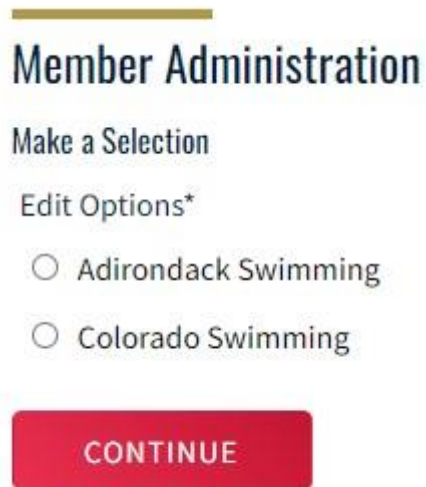 Member Administration
Make a Selection
Edit Options*
Adirondack Swimming
Colorado Swimming
CONTINUE